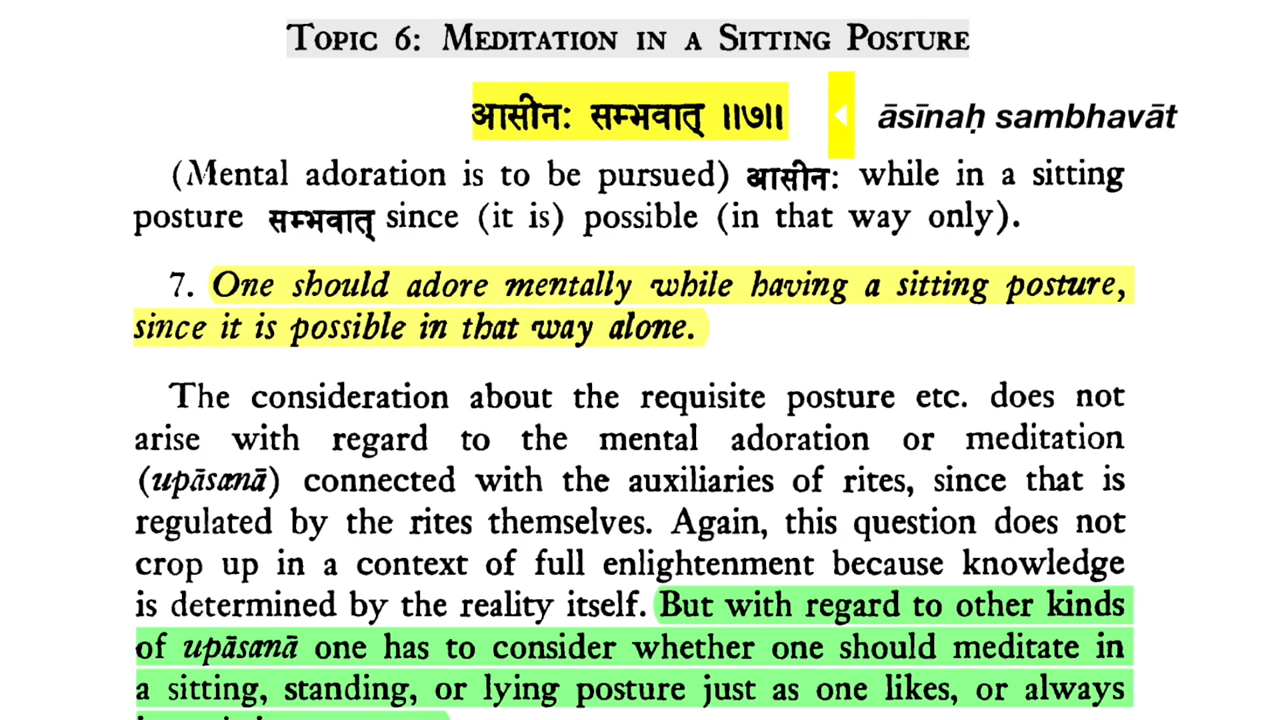 TOPIC 6: MEDITATION IN A SITTING POSTURE
आसीनः सम्भवात् ॥७॥ āsīnaḥ sambhavāt
(Mental adoration is to be pursued) आसीनः while in a sitting
posture सम्भवात् since (it is) possible (in that way only).
7. One should adore mentally while having a sitting posture,
since it is possible in that way alone.
The consideration about the requisite posture etc. does not
arise with regard to the mental adoration or meditation
(upāsanā) connected with the auxiliaries of rites, since that is
regulated by the rites themselves. Again, this question does not
crop up in a context of full enlightenment because knowledge
is determined by the reality itself. But with regard to other kinds
of upāsanā one has to consider whether one should meditate in
a sitting, standing, or lying posture just as one likes, or always